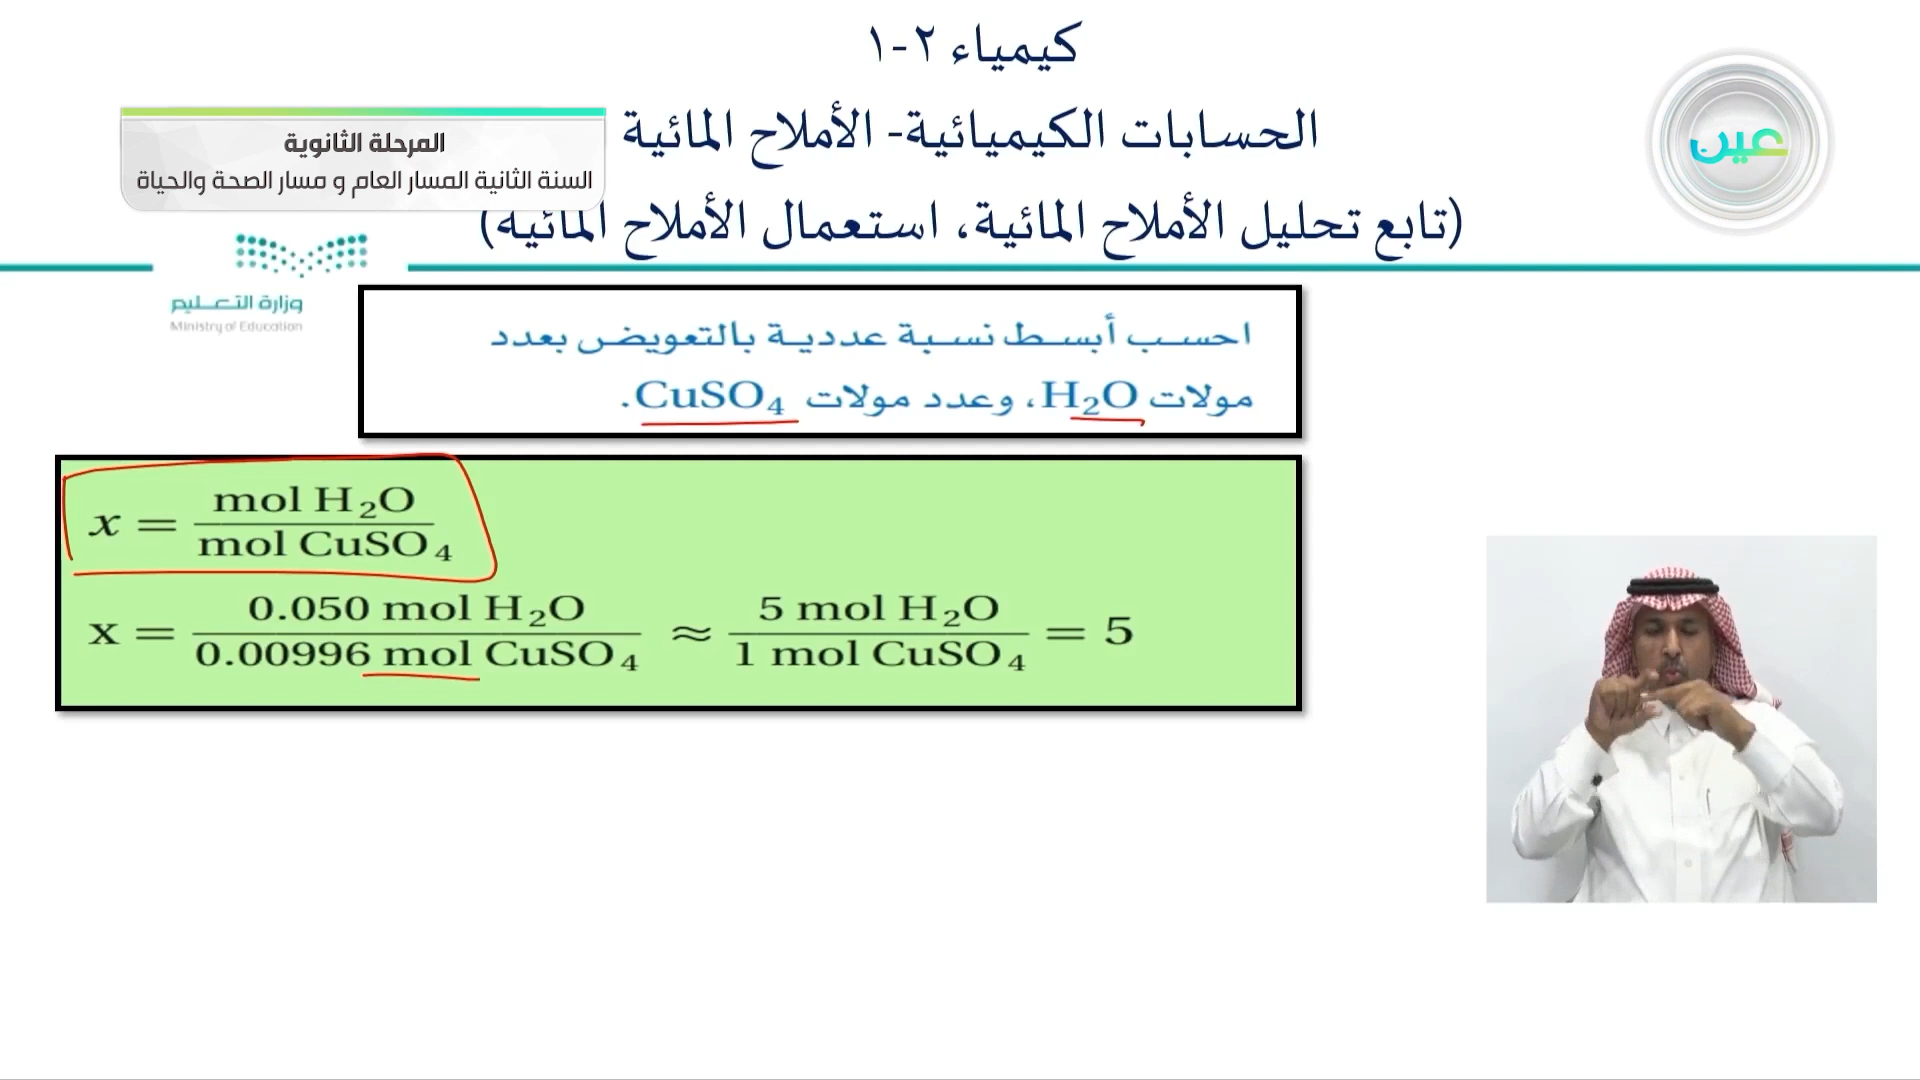 كيمياء ٢-١
الحسابات الكيميائية- الأملاح المائية
(تابع تحليل الأملاح المائية، استعمال الأملاح المائية)
المرحلة الثانوية
السنة الثانية المسار العام و مسار الصحة والحياة
عين
وزارة التعليم
Ministry of Education
احسب أبسط نسبة عددية بالتعويض بعدد
مولات H₂O، وعدد مولات CuSO₄.
x = mol H₂O / mol CuSO₄
x = 0.050 mol H₂O / 0.00996 mol CuSO₄ ≈ 5 mol H₂O / 1 mol CuSO₄ = 5